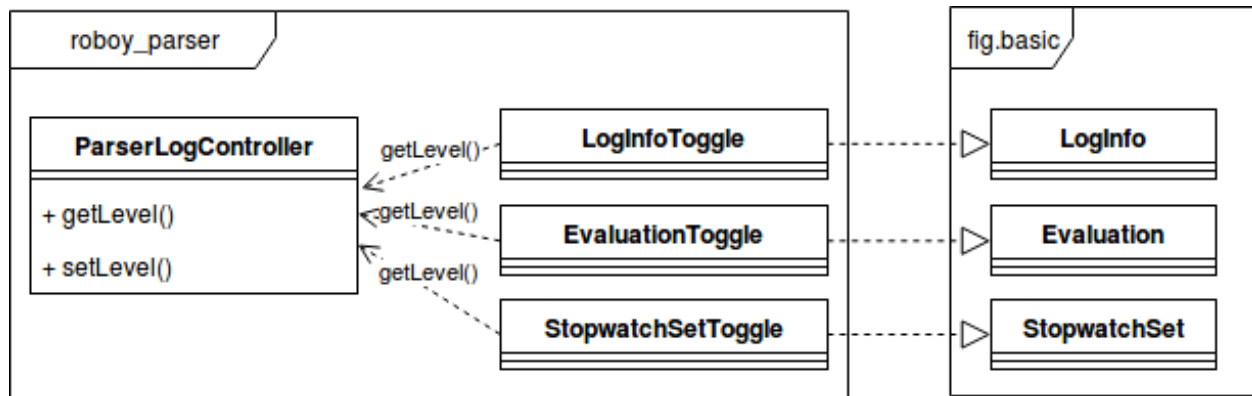 roboy_parser
fig.basic
ParserLogController
+ getLevel()
+ setLevel()
getLevel()
getLevel()
getLevel()
LogInfoToggle
EvaluationToggle
StopwatchSetToggle
LogInfo
Evaluation
StopwatchSet